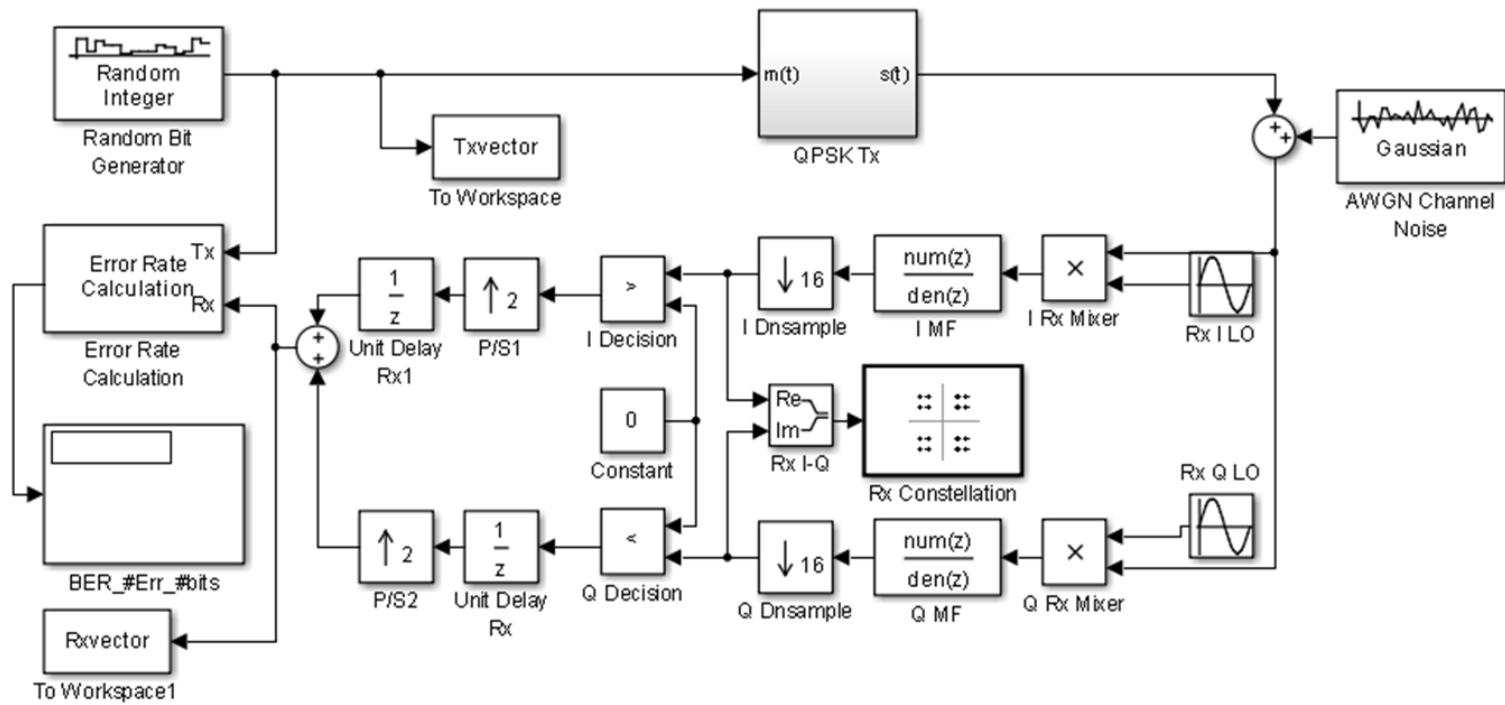 Random
Integer
Random Bit
Generator
Txvector
To Workspace
m(t)
s(t)
QPSK Tx
+
+
Gaussian
AWGN Channel
Noise
Tx
Rx
Error Rate
Calculation
Error Rate
Calculation
+
+
1
z
Unit Delay
Rx1
↑ 2
P/S1
>
I Decision
↓ 16
I Dnsample
num(z)
den(z)
I MF
×
I Rx Mixer
Rx I LO
0
Constant
Re
Im
Rx I-Q
Rx Constellation
Rx Q LO
BER_#Err_#bits
↑ 2
P/S2
1
z
Unit Delay
Rx
<
Q Decision
↓ 16
Q Dnsample
num(z)
den(z)
Q MF
×
Q Rx Mixer
Rxvector
To Workspace1